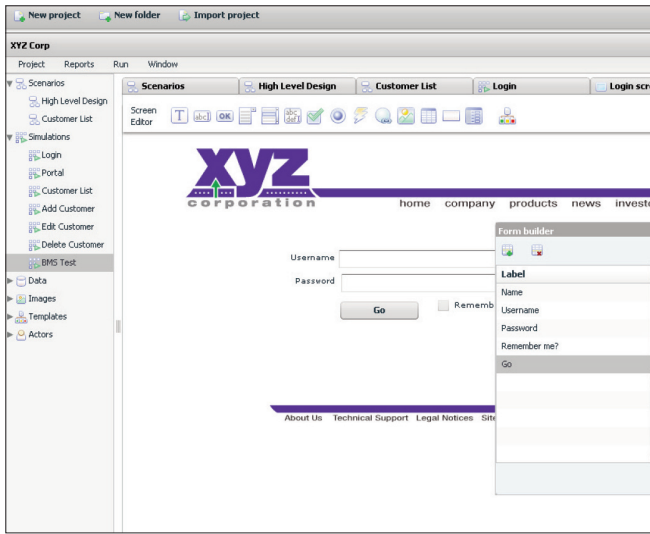 New project New folder Import project
XYZ Corp
Project Reports Run Window
Scenarios
High Level Design
Customer List
Simulations
Login
Portal
Customer List
Add Customer
Edit Customer
Delete Customer
BMS Test
Data
Images
Templates
Actors
Scenarios High Level Design Customer List Login Login scre
Screen
Editor
T abc OK
xyz
corporation
home company products news investo
Username
Password
Go Rememb
About Us Technical Support Legal Notices Site
Form builder
Label
Name
Username
Password
Remember me?
Go